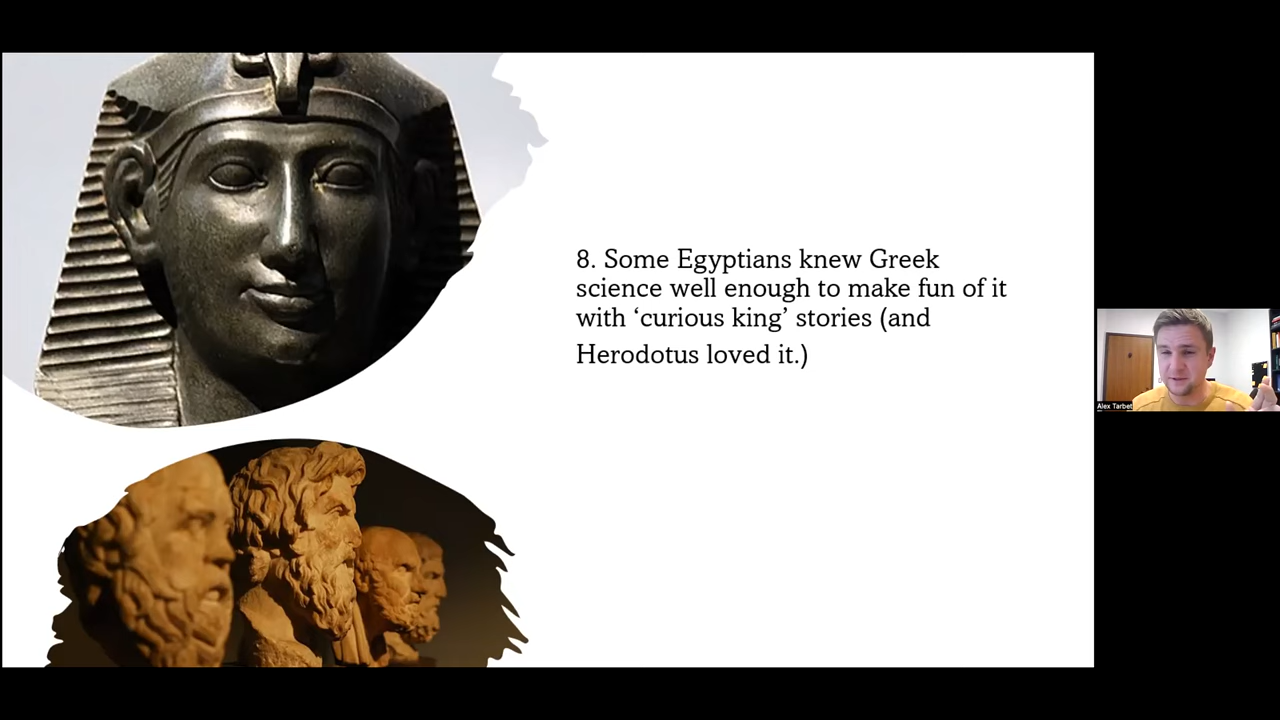 8. Some Egyptians knew Greek
science well enough to make fun of it
with ‘curious king’ stories (and
Herodotus loved it.)
Alex Tarbet